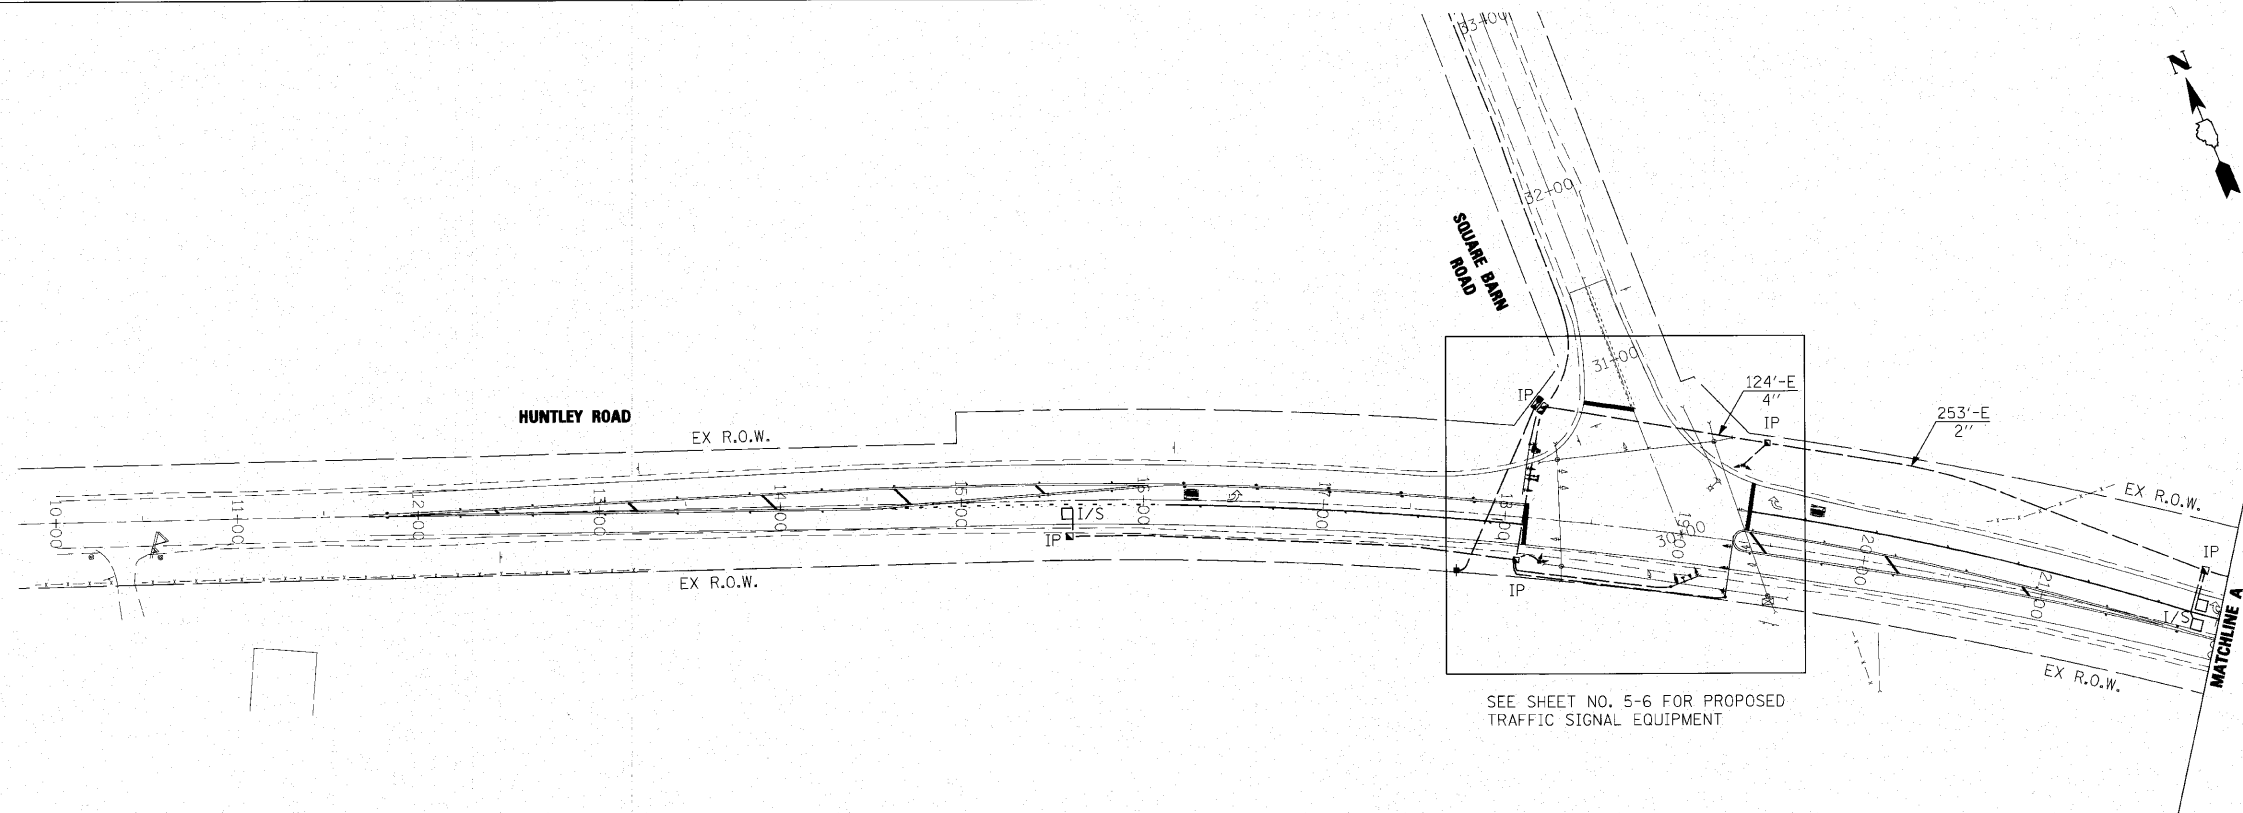 33+00
N
32+00
SQUARE BARN
ROAD
31+00
124'-E
4"
IP
IP
253'-E
2"
HUNTLEY ROAD
EX R.O.W.
EX R.O.W.
10+00
11+00
12+00
13+00
14+00
15+00
16+00
17+00
18+00
19+00
30+00
20+00
21+00
I/S
IP
IP
IP
I/S
EX R.O.W.
EX R.O.W.
MATCHLINE A
SEE SHEET NO. 5-6 FOR PROPOSED
TRAFFIC SIGNAL EQUIPMENT